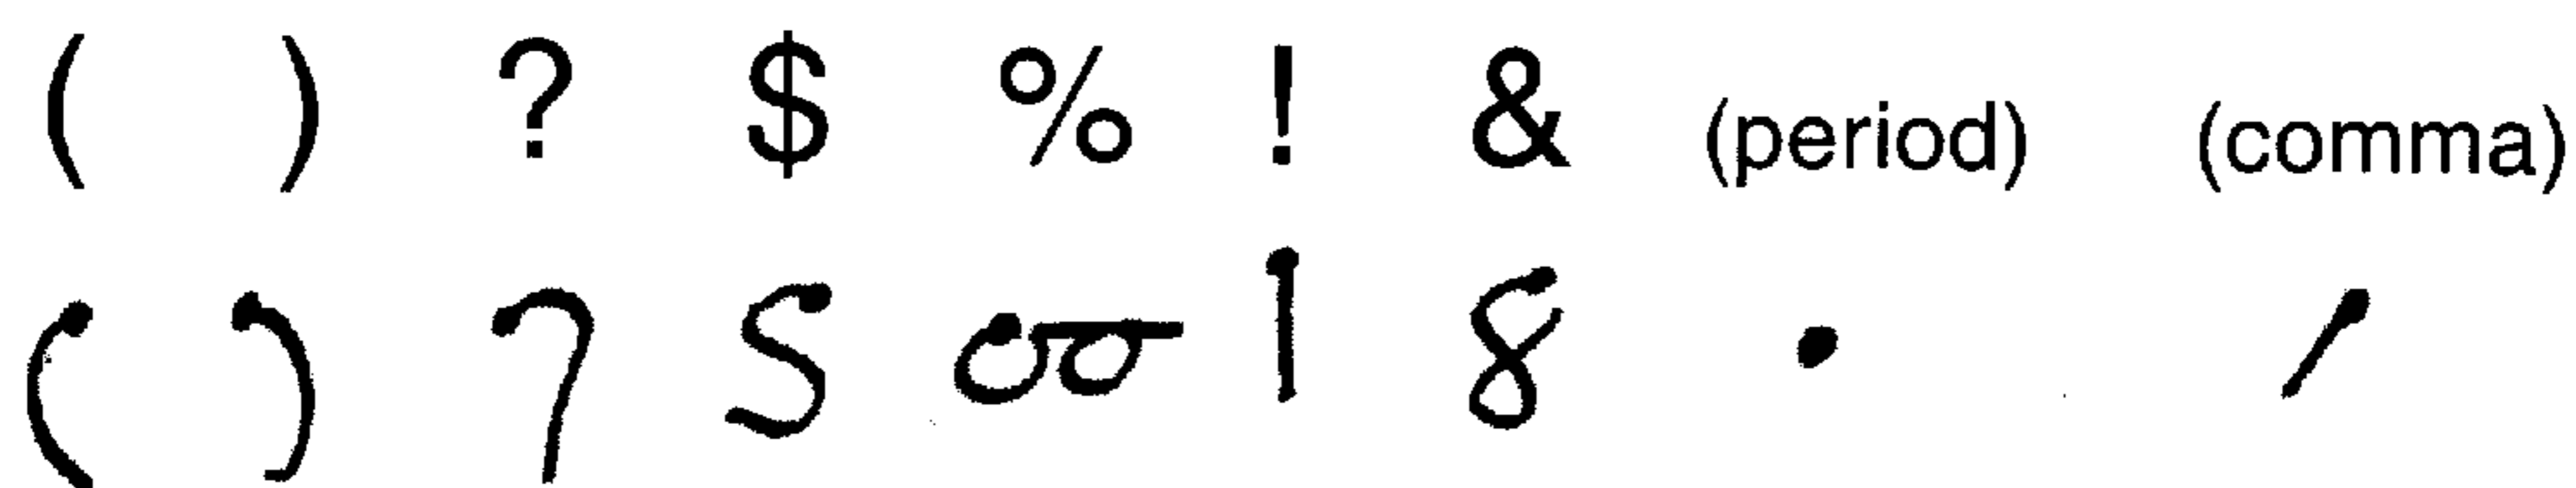 ( ) ? $ % ! & (period) (comma)